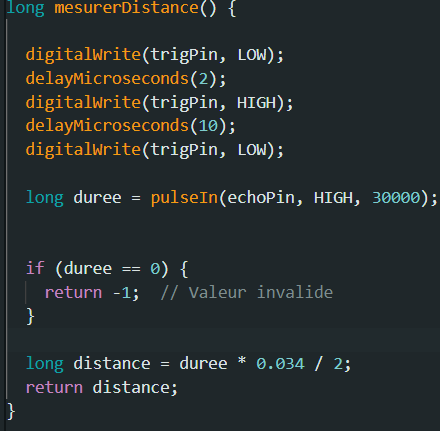 long mesurerDistance() {
digitalWrite(trigPin, LOW);
delayMicroseconds(2);
digitalWrite(trigPin, HIGH);
delayMicroseconds(10);
digitalWrite(trigPin, LOW);
long duree = pulseIn(echoPin, HIGH, 30000);
if (duree == 0) {
return -1;  // Valeur invalide
}
long distance = duree * 0.034 / 2;
return distance;
}